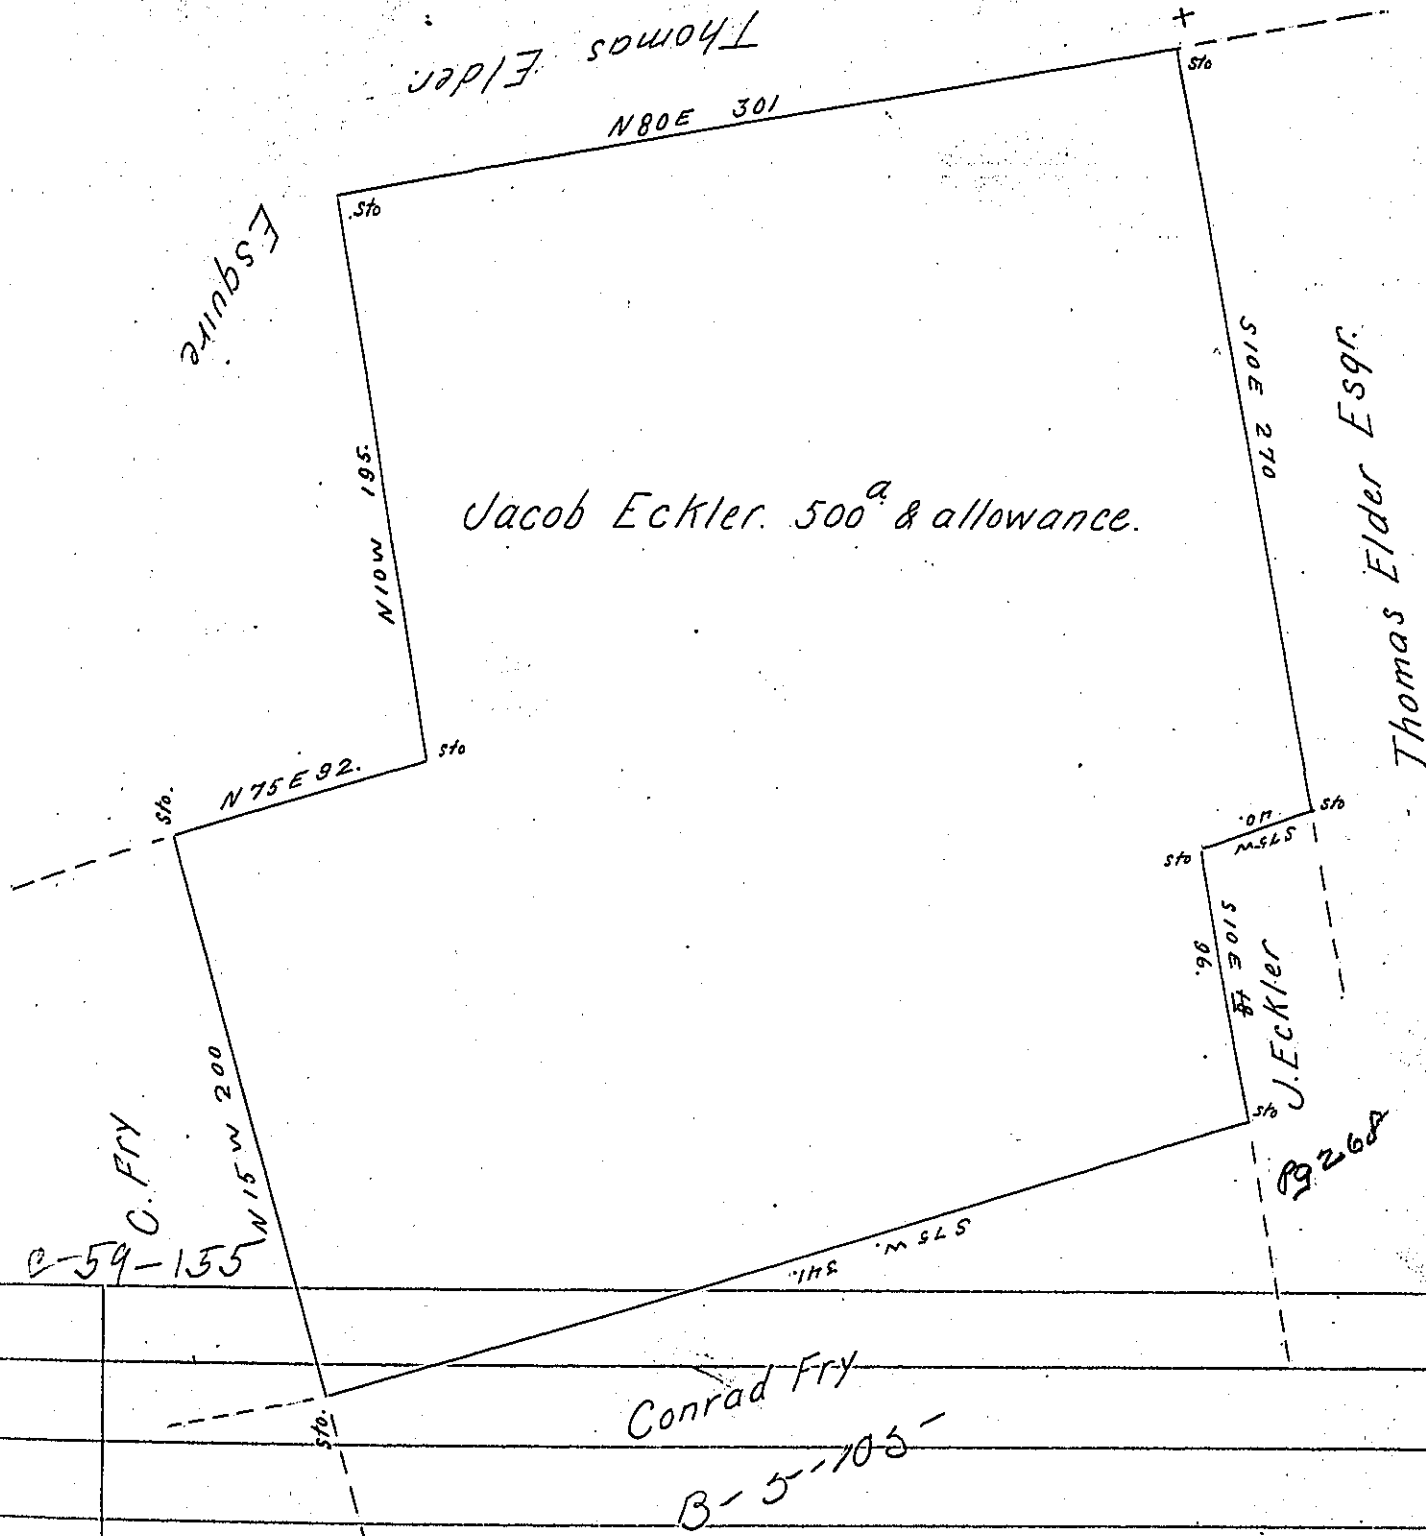 Thomas Elder
Esquire
+
sto
N80E 301
sto
S10E 270
Thomas Elder Esqr.
N10W 195.
Jacob Eckler. 500a & allowance.
sto
N75E 92.
sto.
sto
S75W 40.
sto
S10E 96.
J. Eckler
sto
Pg 268
N15W 200
C. Fry
C-59-155
S75W. 341.
sto.
Conrad Fry
B-5-105-